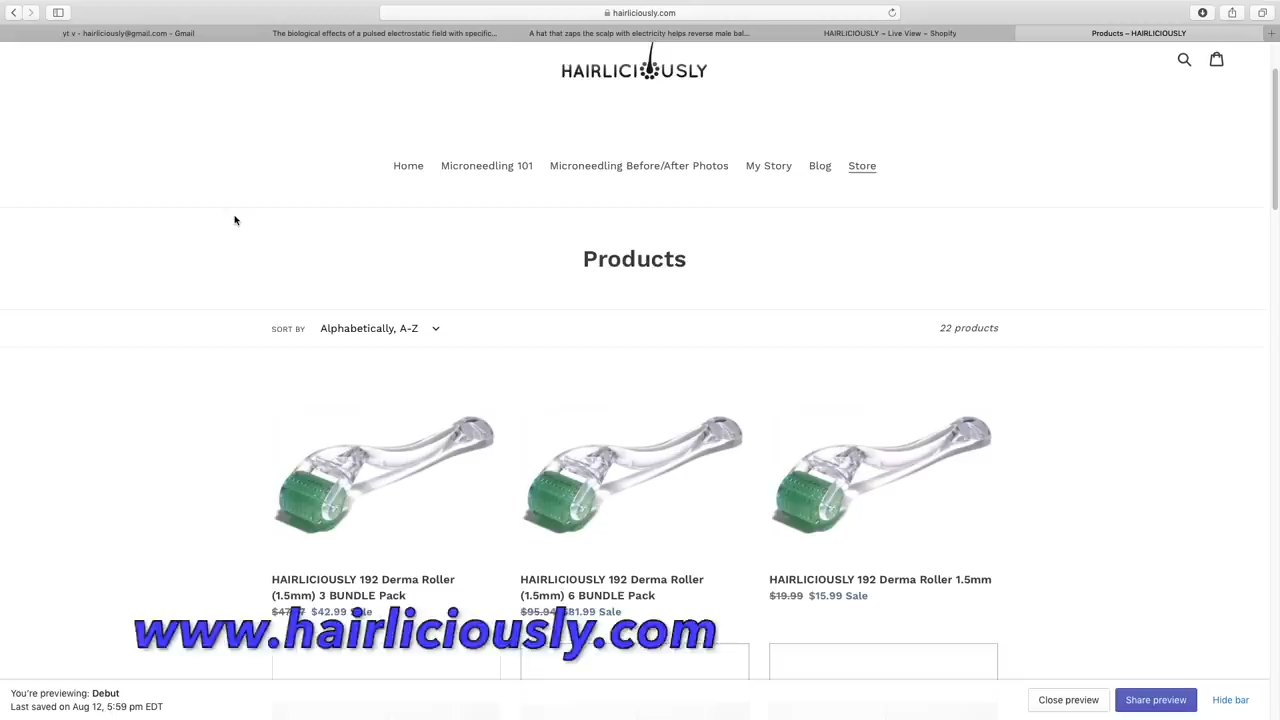 hairliciously.com
yt v - hairliciously@gmail.com - Gmail
The biological effects of a pulsed electrostatic field with specific...
A hat that zaps the scalp with electricity helps reverse male bal...
HAIRLICIOUSLY ~ Live View ~ Shopify
Products – HAIRLICIOUSLY
HAIRLICIOUSLY
Home
Microneedling 101
Microneedling Before/After Photos
My Story
Blog
Store
Products
SORT BY
Alphabetically, A-Z
22 products
HAIRLICIOUSLY 192 Derma Roller
(1.5mm) 3 BUNDLE Pack
$42.99 Sale
HAIRLICIOUSLY 192 Derma Roller
(1.5mm) 6 BUNDLE Pack
$81.99 Sale
HAIRLICIOUSLY 192 Derma Roller 1.5mm
$19.99 $15.99 Sale
www.hairliciously.com
You're previewing: Debut
Last saved on Aug 12, 5:59 pm EDT
Close preview
Share preview
Hide bar